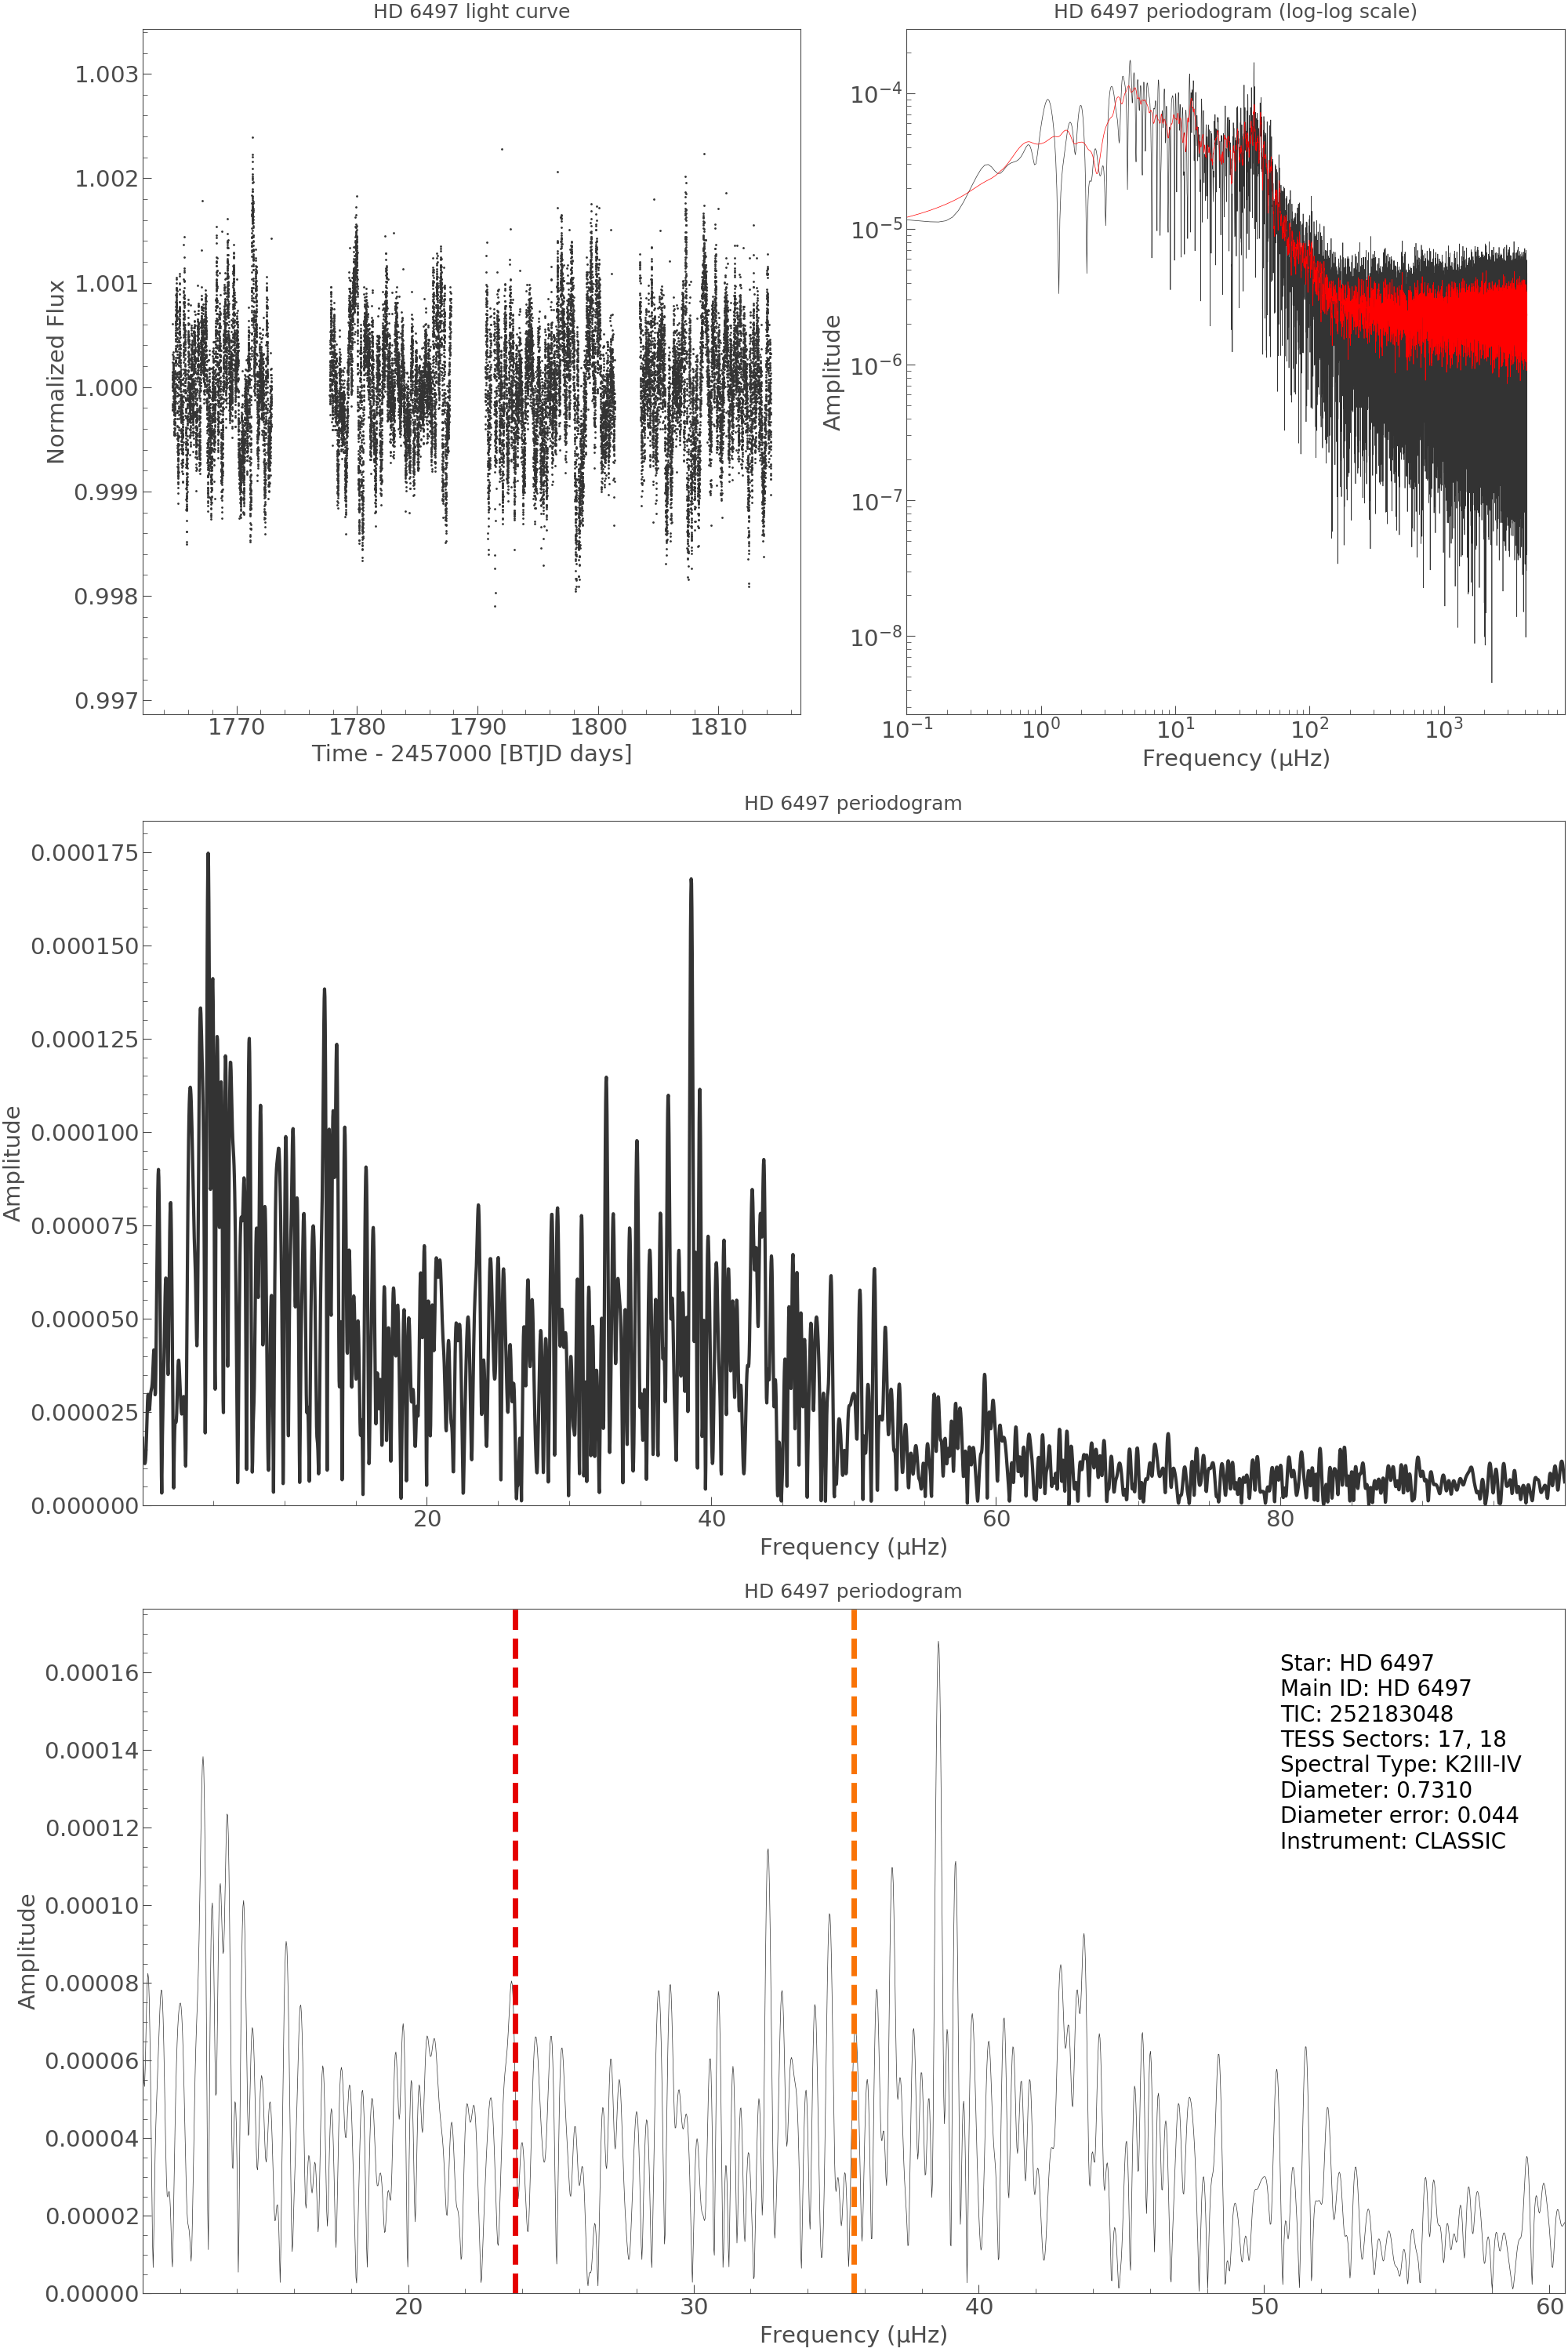 HD 6497 light curve
1.003
1.002
1.001
1.000
0.999
0.998
0.997
Normalized Flux
1770 1780 1790 1800 1810
Time - 2457000 [BTJD days]
HD 6497 periodogram (log-log scale)
10⁻⁴
10⁻⁵
10⁻⁶
10⁻⁷
10⁻⁸
Amplitude
10⁻¹ 10⁰ 10¹ 10² 10³
Frequency (μHz)
HD 6497 periodogram
0.000175
0.000150
0.000125
0.000100
0.000075
0.000050
0.000025
0.000000
Amplitude
20 40 60 80
Frequency (μHz)
HD 6497 periodogram
0.00016
0.00014
0.00012
0.00010
0.00008
0.00006
0.00004
0.00002
0.00000
Amplitude
Star: HD 6497
Main ID: HD 6497
TIC: 252183048
TESS Sectors: 17, 18
Spectral Type: K2III-IV
Diameter: 0.7310
Diameter error: 0.044
Instrument: CLASSIC
20 30 40 50 60
Frequency (μHz)